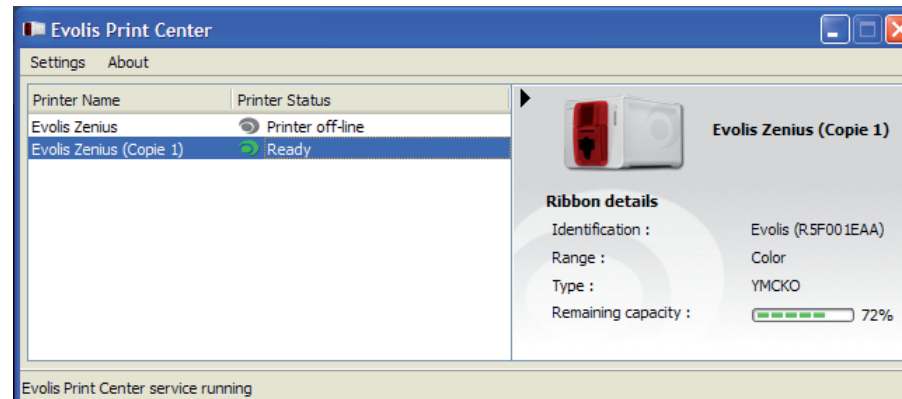 Evolis Print Center
Settings About
Printer Name Printer Status
Evolis Zenius Printer off-line
Evolis Zenius (Copie 1) Ready
Evolis Zenius (Copie 1)
Ribbon details
Identification : Evolis (R5F001EAA)
Range : Color
Type : YMCKO
Remaining capacity : 72%
Evolis Print Center service running